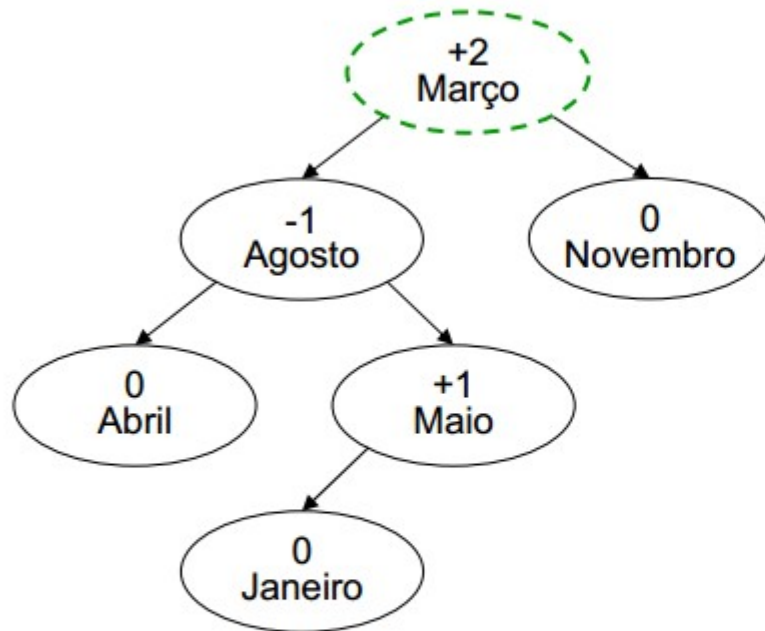 +2
Março
-1
Agosto
0
Novembro
0
Abril
+1
Maio
0
Janeiro